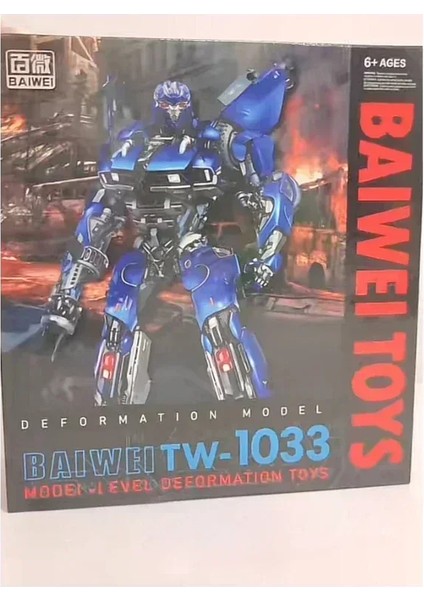 百微
BAIWEI
6+ AGES
BAIWEI TOYS
DEFORMATION MODEL
BAIWEI TW-1033
MODEL-LEVEL DEFORMATION TOYS